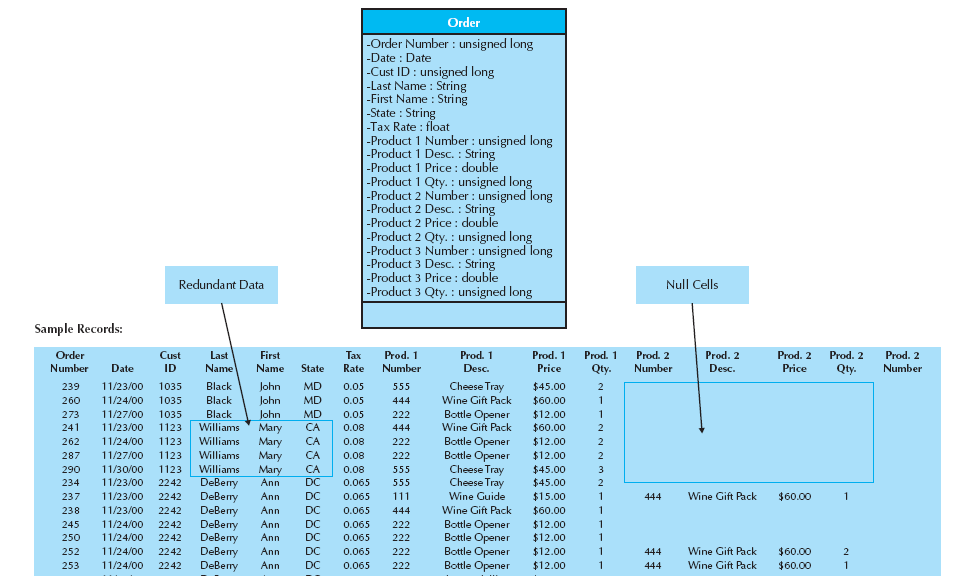 Order
-Order Number : unsigned long
-Date : Date
-Cust ID : unsigned long
-Last Name : String
-First Name : String
-State : String
-Tax Rate : float
-Product 1 Number : unsigned long
-Product 1 Desc. : String
-Product 1 Price : double
-Product 1 Qty. : unsigned long
-Product 2 Number : unsigned long
-Product 2 Desc. : String
-Product 2 Price : double
-Product 2 Qty. : unsigned long
-Product 3 Number : unsigned long
-Product 3 Desc. : String
-Product 3 Price : double
-Product 3 Qty. : unsigned long
Redundant Data
Null Cells
Sample Records:
Order Cust Last First Tax Prod. 1 Prod. 1 Prod. 1 Prod. 1 Prod. 2 Prod. 2 Prod. 2 Prod. 2 Prod. 2
Number Date ID Name Name State Rate Number Desc. Price Qty. Number Desc. Price Qty. Number
239 11/23/00 1035 Black John MD 0.05 555 Cheese Tray $45.00 2
260 11/24/00 1035 Black John MD 0.05 444 Wine Gift Pack $60.00 1
273 11/27/00 1035 Black John MD 0.05 222 Bottle Opener $12.00 1
241 11/23/00 1123 Williams Mary CA 0.08 444 Wine Gift Pack $60.00 2
262 11/24/00 1123 Williams Mary CA 0.08 222 Bottle Opener $12.00 2
287 11/27/00 1123 Williams Mary CA 0.08 222 Bottle Opener $12.00 2
290 11/30/00 1123 Williams Mary CA 0.08 555 Cheese Tray $45.00 3
234 11/23/00 2242 DeBerry Ann DC 0.065 555 Cheese Tray $45.00 2
237 11/23/00 2242 DeBerry Ann DC 0.065 111 Wine Guide $15.00 1 444 Wine Gift Pack $60.00 1
238 11/23/00 2242 DeBerry Ann DC 0.065 444 Wine Gift Pack $60.00 1
245 11/24/00 2242 DeBerry Ann DC 0.065 222 Bottle Opener $12.00 1
250 11/24/00 2242 DeBerry Ann DC 0.065 222 Bottle Opener $12.00 1
252 11/24/00 2242 DeBerry Ann DC 0.065 222 Bottle Opener $12.00 1 444 Wine Gift Pack $60.00 2
253 11/24/00 2242 DeBerry Ann DC 0.065 222 Bottle Opener $12.00 1 444 Wine Gift Pack $60.00 1